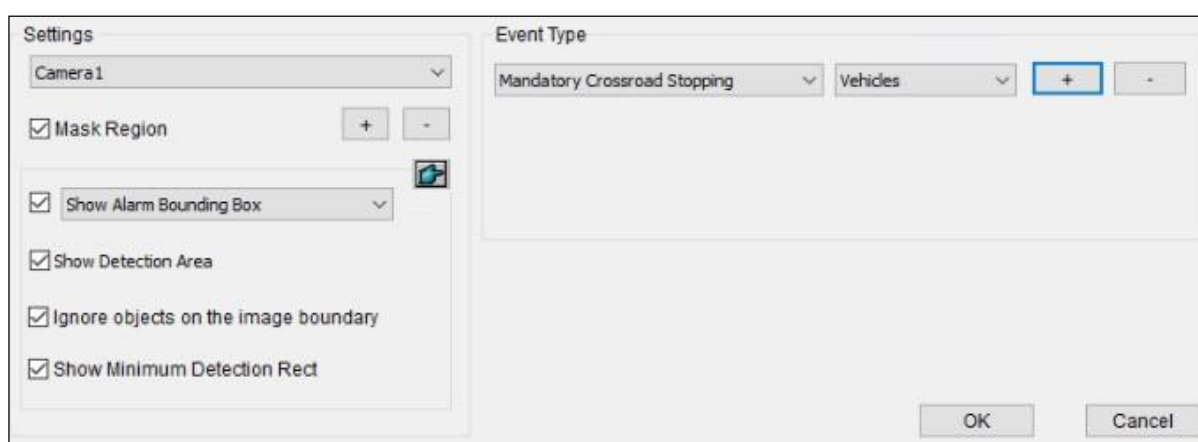 Settings
Camera1
Mask Region + -
Show Alarm Bounding Box
Show Detection Area
Ignore objects on the image boundary
Show Minimum Detection Rect
Event Type
Mandatory Crossroad Stopping Vehicles + -
OK Cancel